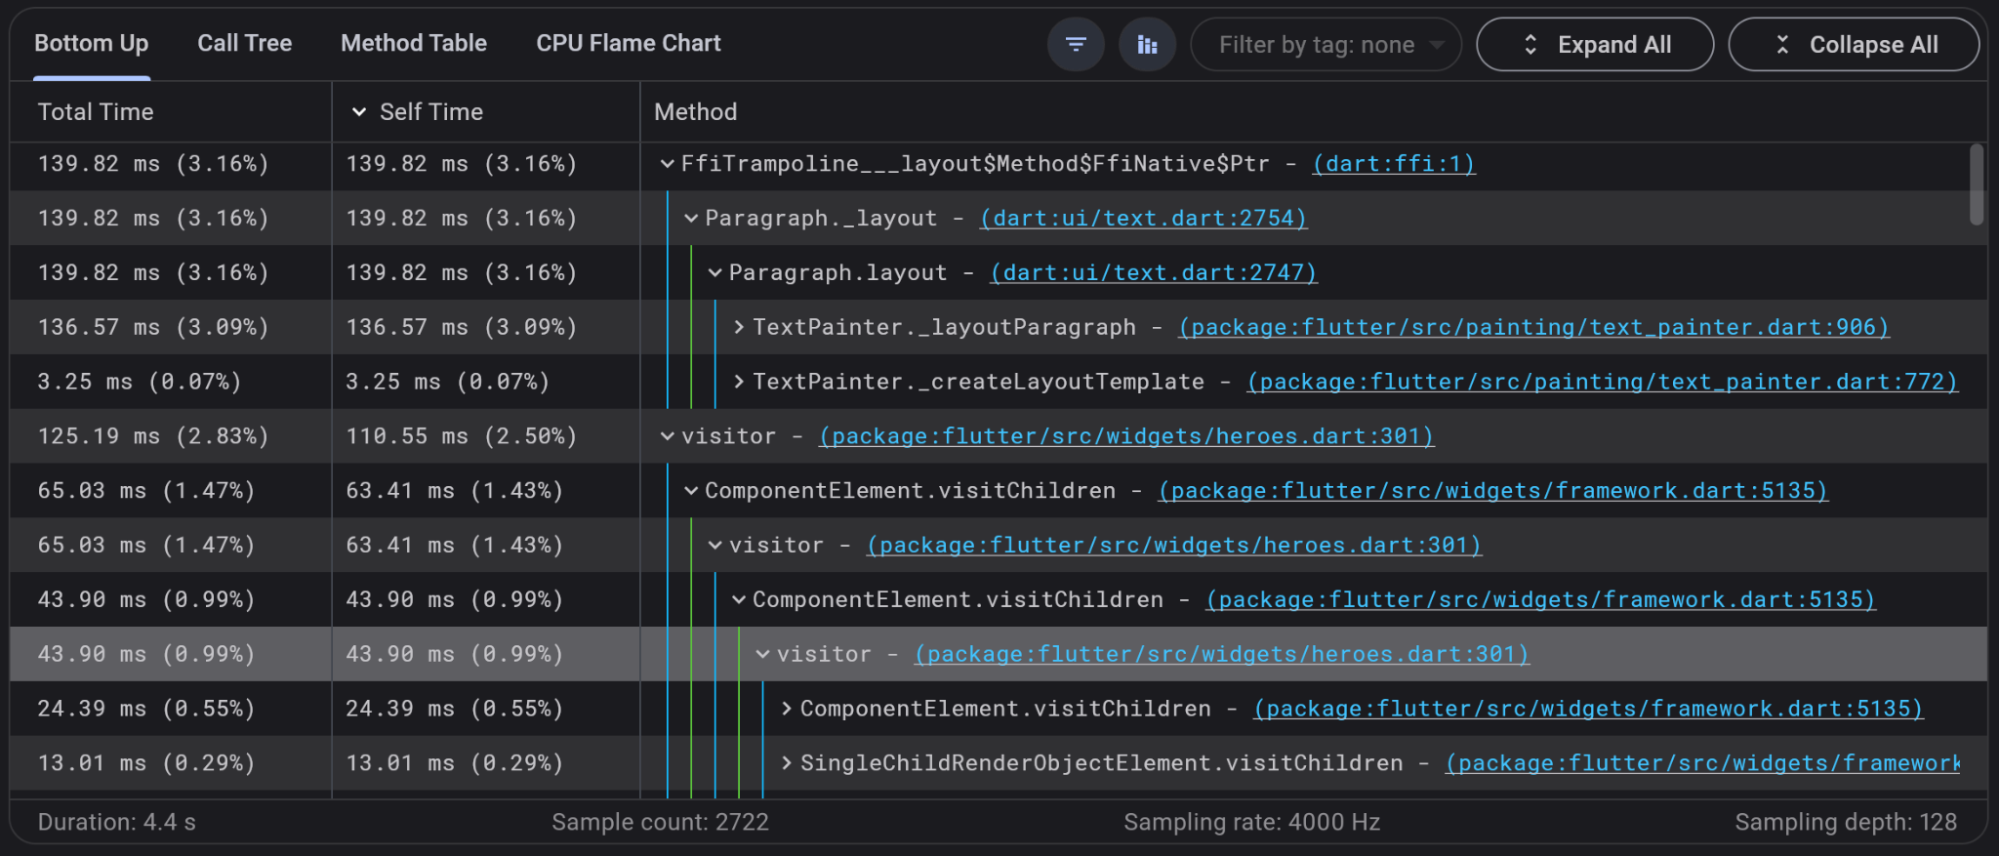 Bottom Up Call Tree Method Table CPU Flame Chart Filter by tag: none Expand All Collapse All
Total Time Self Time Method
139.82 ms (3.16%) 139.82 ms (3.16%) FfiTrampoline___layout$Method$FfiNative$Ptr - (dart:ffi:1)
139.82 ms (3.16%) 139.82 ms (3.16%) Paragraph._layout - (dart:ui/text.dart:2754)
139.82 ms (3.16%) 139.82 ms (3.16%) Paragraph.layout - (dart:ui/text.dart:2747)
136.57 ms (3.09%) 136.57 ms (3.09%) TextPainter._layoutParagraph - (package:flutter/src/painting/text_painter.dart:906)
3.25 ms (0.07%) 3.25 ms (0.07%) TextPainter._createLayoutTemplate - (package:flutter/src/painting/text_painter.dart:772)
125.19 ms (2.83%) 110.55 ms (2.50%) visitor - (package:flutter/src/widgets/heroes.dart:301)
65.03 ms (1.47%) 63.41 ms (1.43%) ComponentElement.visitChildren - (package:flutter/src/widgets/framework.dart:5135)
65.03 ms (1.47%) 63.41 ms (1.43%) visitor - (package:flutter/src/widgets/heroes.dart:301)
43.90 ms (0.99%) 43.90 ms (0.99%) ComponentElement.visitChildren - (package:flutter/src/widgets/framework.dart:5135)
43.90 ms (0.99%) 43.90 ms (0.99%) visitor - (package:flutter/src/widgets/heroes.dart:301)
24.39 ms (0.55%) 24.39 ms (0.55%) ComponentElement.visitChildren - (package:flutter/src/widgets/framework.dart:5135)
13.01 ms (0.29%) 13.01 ms (0.29%) SingleChildRenderObjectElement.visitChildren - (package:flutter/src/widgets/framework
Duration: 4.4 s Sample count: 2722 Sampling rate: 4000 Hz Sampling depth: 128